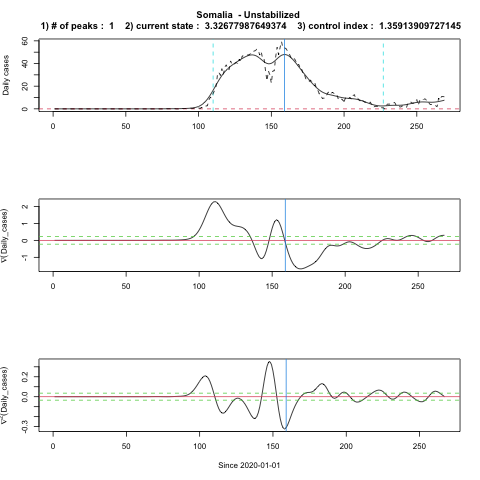 Somalia - Unstabilized
1) # of peaks : 1 2) current state : 3.32677987649374 3) control index : 1.35913909727145
Daily cases
60
40
20
0
0 50 100 150 200 250
∇(Daily_cases)
2
1
0
-1
0 50 100 150 200 250
∇²(Daily_cases)
0.2
0.0
-0.3
0 50 100 150 200 250
Since 2020-01-01